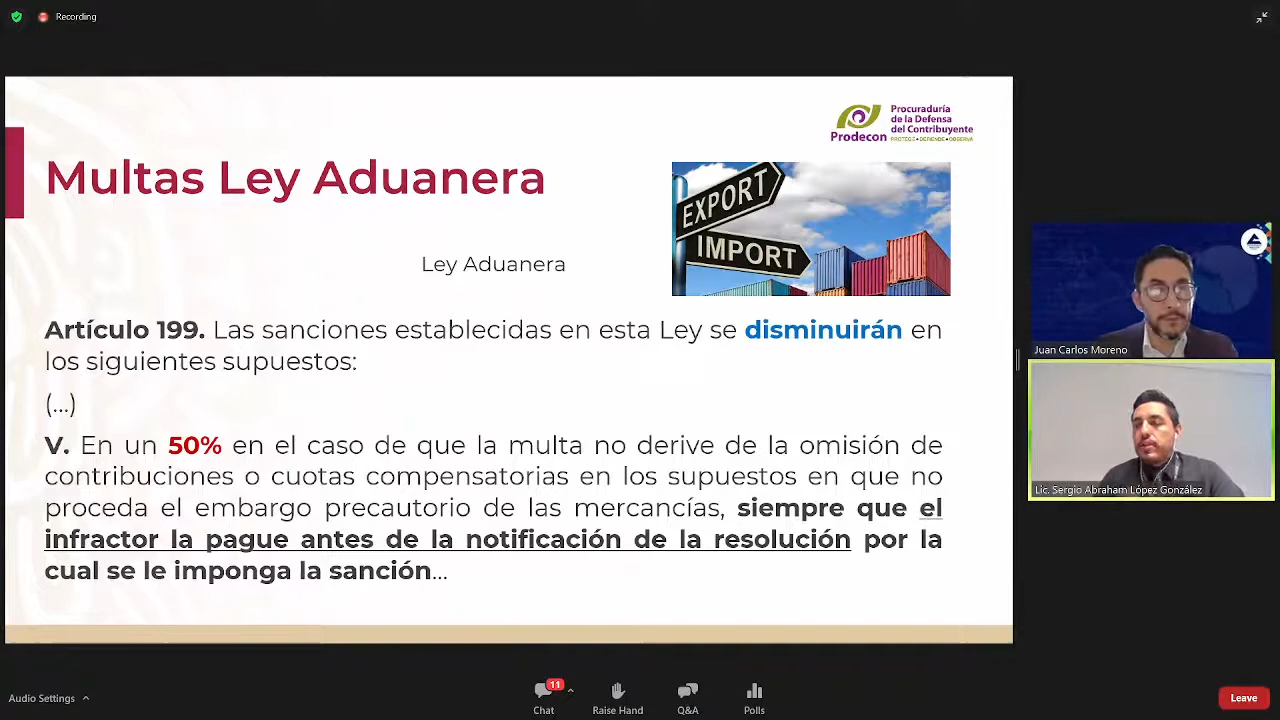 Recording
Procuraduría
de la Defensa
del Contribuyente
Prodecon
PROTEGE • DEFIENDE • OBSERVA
Multas Ley Aduanera
EXPORT
IMPORT
Ley Aduanera
Artículo 199. Las sanciones establecidas en esta Ley se disminuirán en
los siguientes supuestos:
(...)
V. En un 50% en el caso de que la multa no derive de la omisión de
contribuciones o cuotas compensatorias en los supuestos en que no
proceda el embargo precautorio de las mercancías, siempre que el
infractor la pague antes de la notificación de la resolución por la
cual se le imponga la sanción...
Juan Carlos Moreno
Lic. Sergio Abraham López González
Audio Settings
11
Chat
Raise Hand
Q&A
Polls
Leave